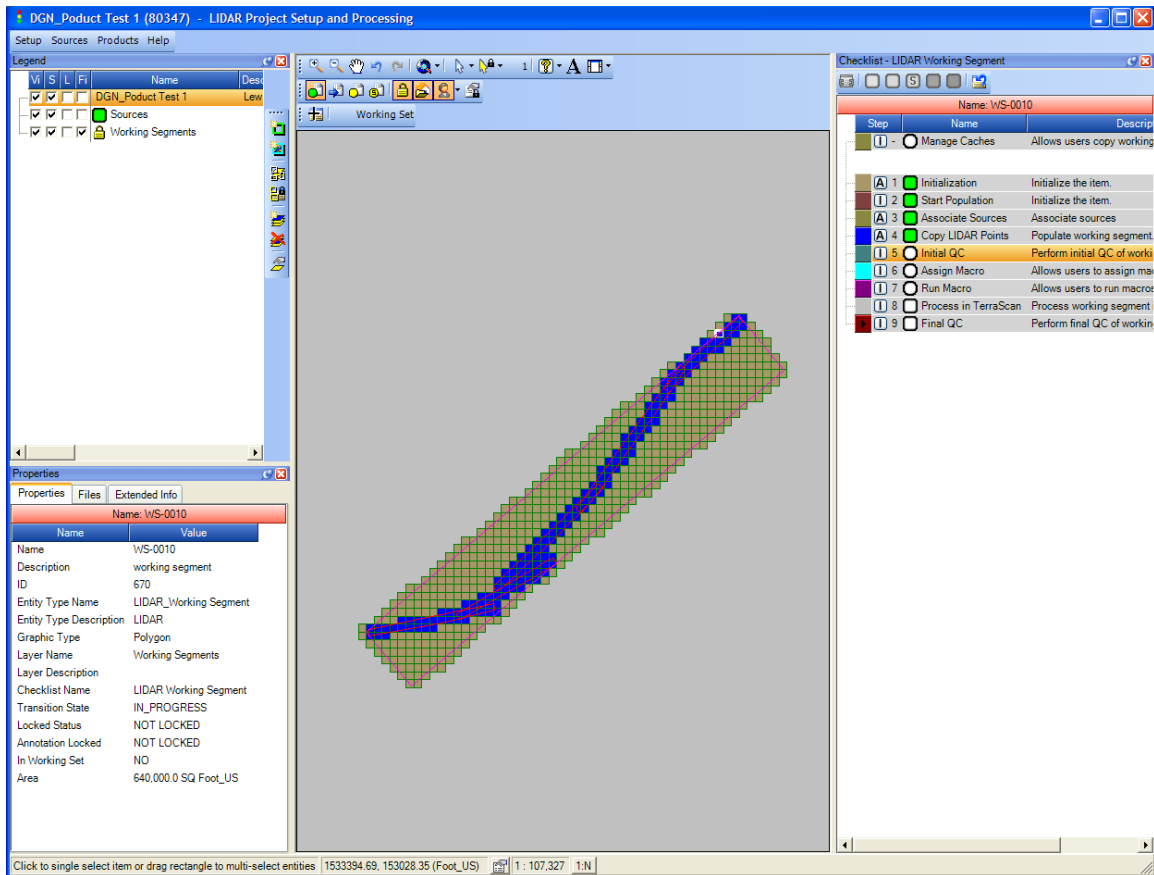 DGN_Poduct Test 1 (80347) - LIDAR Project Setup and Processing
Setup Sources Products Help
Legend
Vi S L Fi Name Desc
DGN_Poduct Test 1 Lew
Sources
Working Segments
1
A
Working Set
Properties
Properties Files Extended Info
Name: WS-0010
Name Value
Name WS-0010
Description working segment
ID 670
Entity Type Name LIDAR_Working Segment
Entity Type Description LIDAR
Graphic Type Polygon
Layer Name Working Segments
Layer Description
Checklist Name LIDAR Working Segment
Transition State IN_PROGRESS
Locked Status NOT LOCKED
Annotation Locked NOT LOCKED
In Working Set NO
Area 640,000.0 SQ Foot_US
Checklist - LIDAR Working Segment
S
Name: WS-0010
Step Name Descrip
I - Manage Caches Allows users copy working
A 1 Initialization Initialize the item.
I 2 Start Population Initialize the item.
A 3 Associate Sources Associate sources
A 4 Copy LIDAR Points Populate working segment.
I 5 Initial QC Perform initial QC of worki
I 6 Assign Macro Allows users to assign ma
I 7 Run Macro Allows users to run macros
I 8 Process in TerraScan Process working segment
I 9 Final QC Perform final QC of workin
Click to single select item or drag rectangle to multi-select entities 1533394.69, 153028.35 (Foot_US) 1 : 107,327 1:N